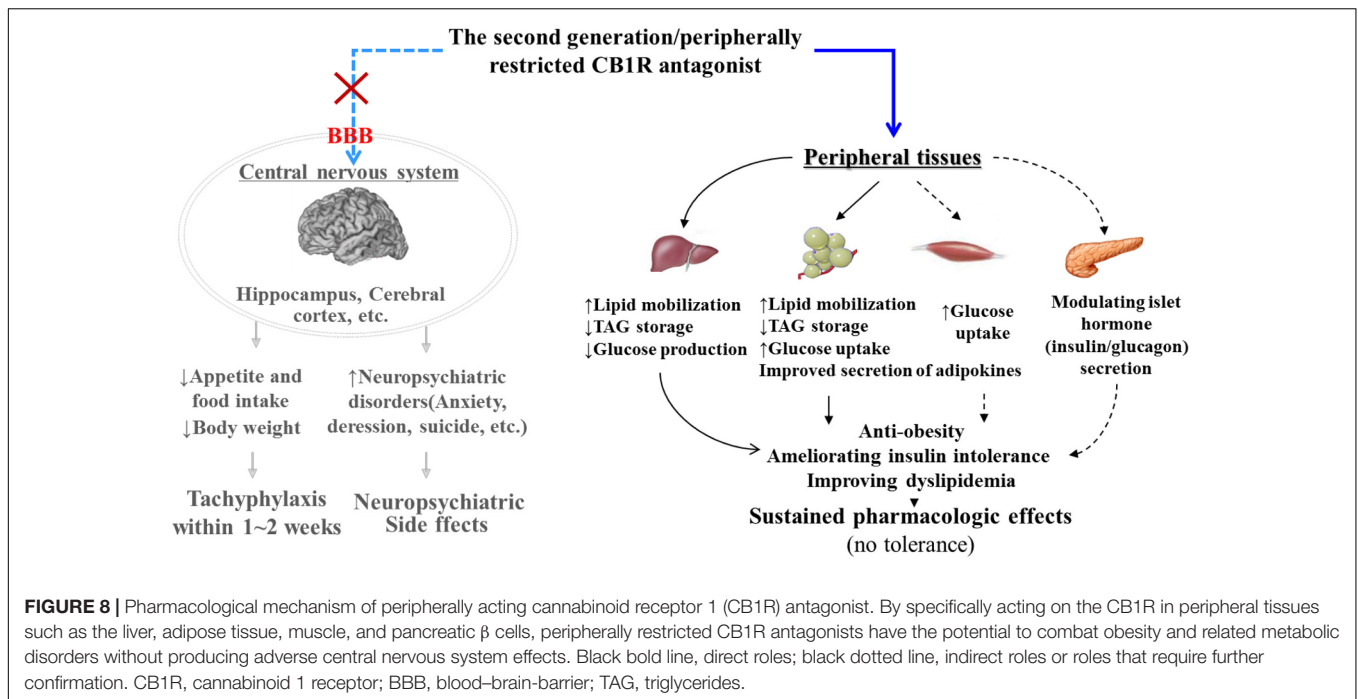 The second generation/peripherally
restricted CB1R antagonist
BBB
Central nervous system
Hippocampus, Cerebral
cortex, etc.
↓Appetite and
food intake
↓Body weight
↑Neuropsychiatric
disorders(Anxiety,
deression, suicide, etc.)
Tachyphylaxis
within 1~2 weeks
Neuropsychiatric
Side ffects
Peripheral tissues
↑Lipid mobilization
↓TAG storage
↓Glucose production
↑Lipid mobilization
↓TAG storage
↑Glucose uptake
Improved secretion of adipokines
↑Glucose
uptake
Modulating islet
hormone
(insulin/glucagon)
secretion
Anti-obesity
Ameliorating insulin intolerance
Improving dyslipidemia
Sustained pharmacologic effects
(no tolerance)
FIGURE 8 | Pharmacological mechanism of peripherally acting cannabinoid receptor 1 (CB1R) antagonist. By specifically acting on the CB1R in peripheral tissues
such as the liver, adipose tissue, muscle, and pancreatic β cells, peripherally restricted CB1R antagonists have the potential to combat obesity and related metabolic
disorders without producing adverse central nervous system effects. Black bold line, direct roles; black dotted line, indirect roles or roles that require further
confirmation. CB1R, cannabinoid 1 receptor; BBB, blood–brain-barrier; TAG, triglycerides.